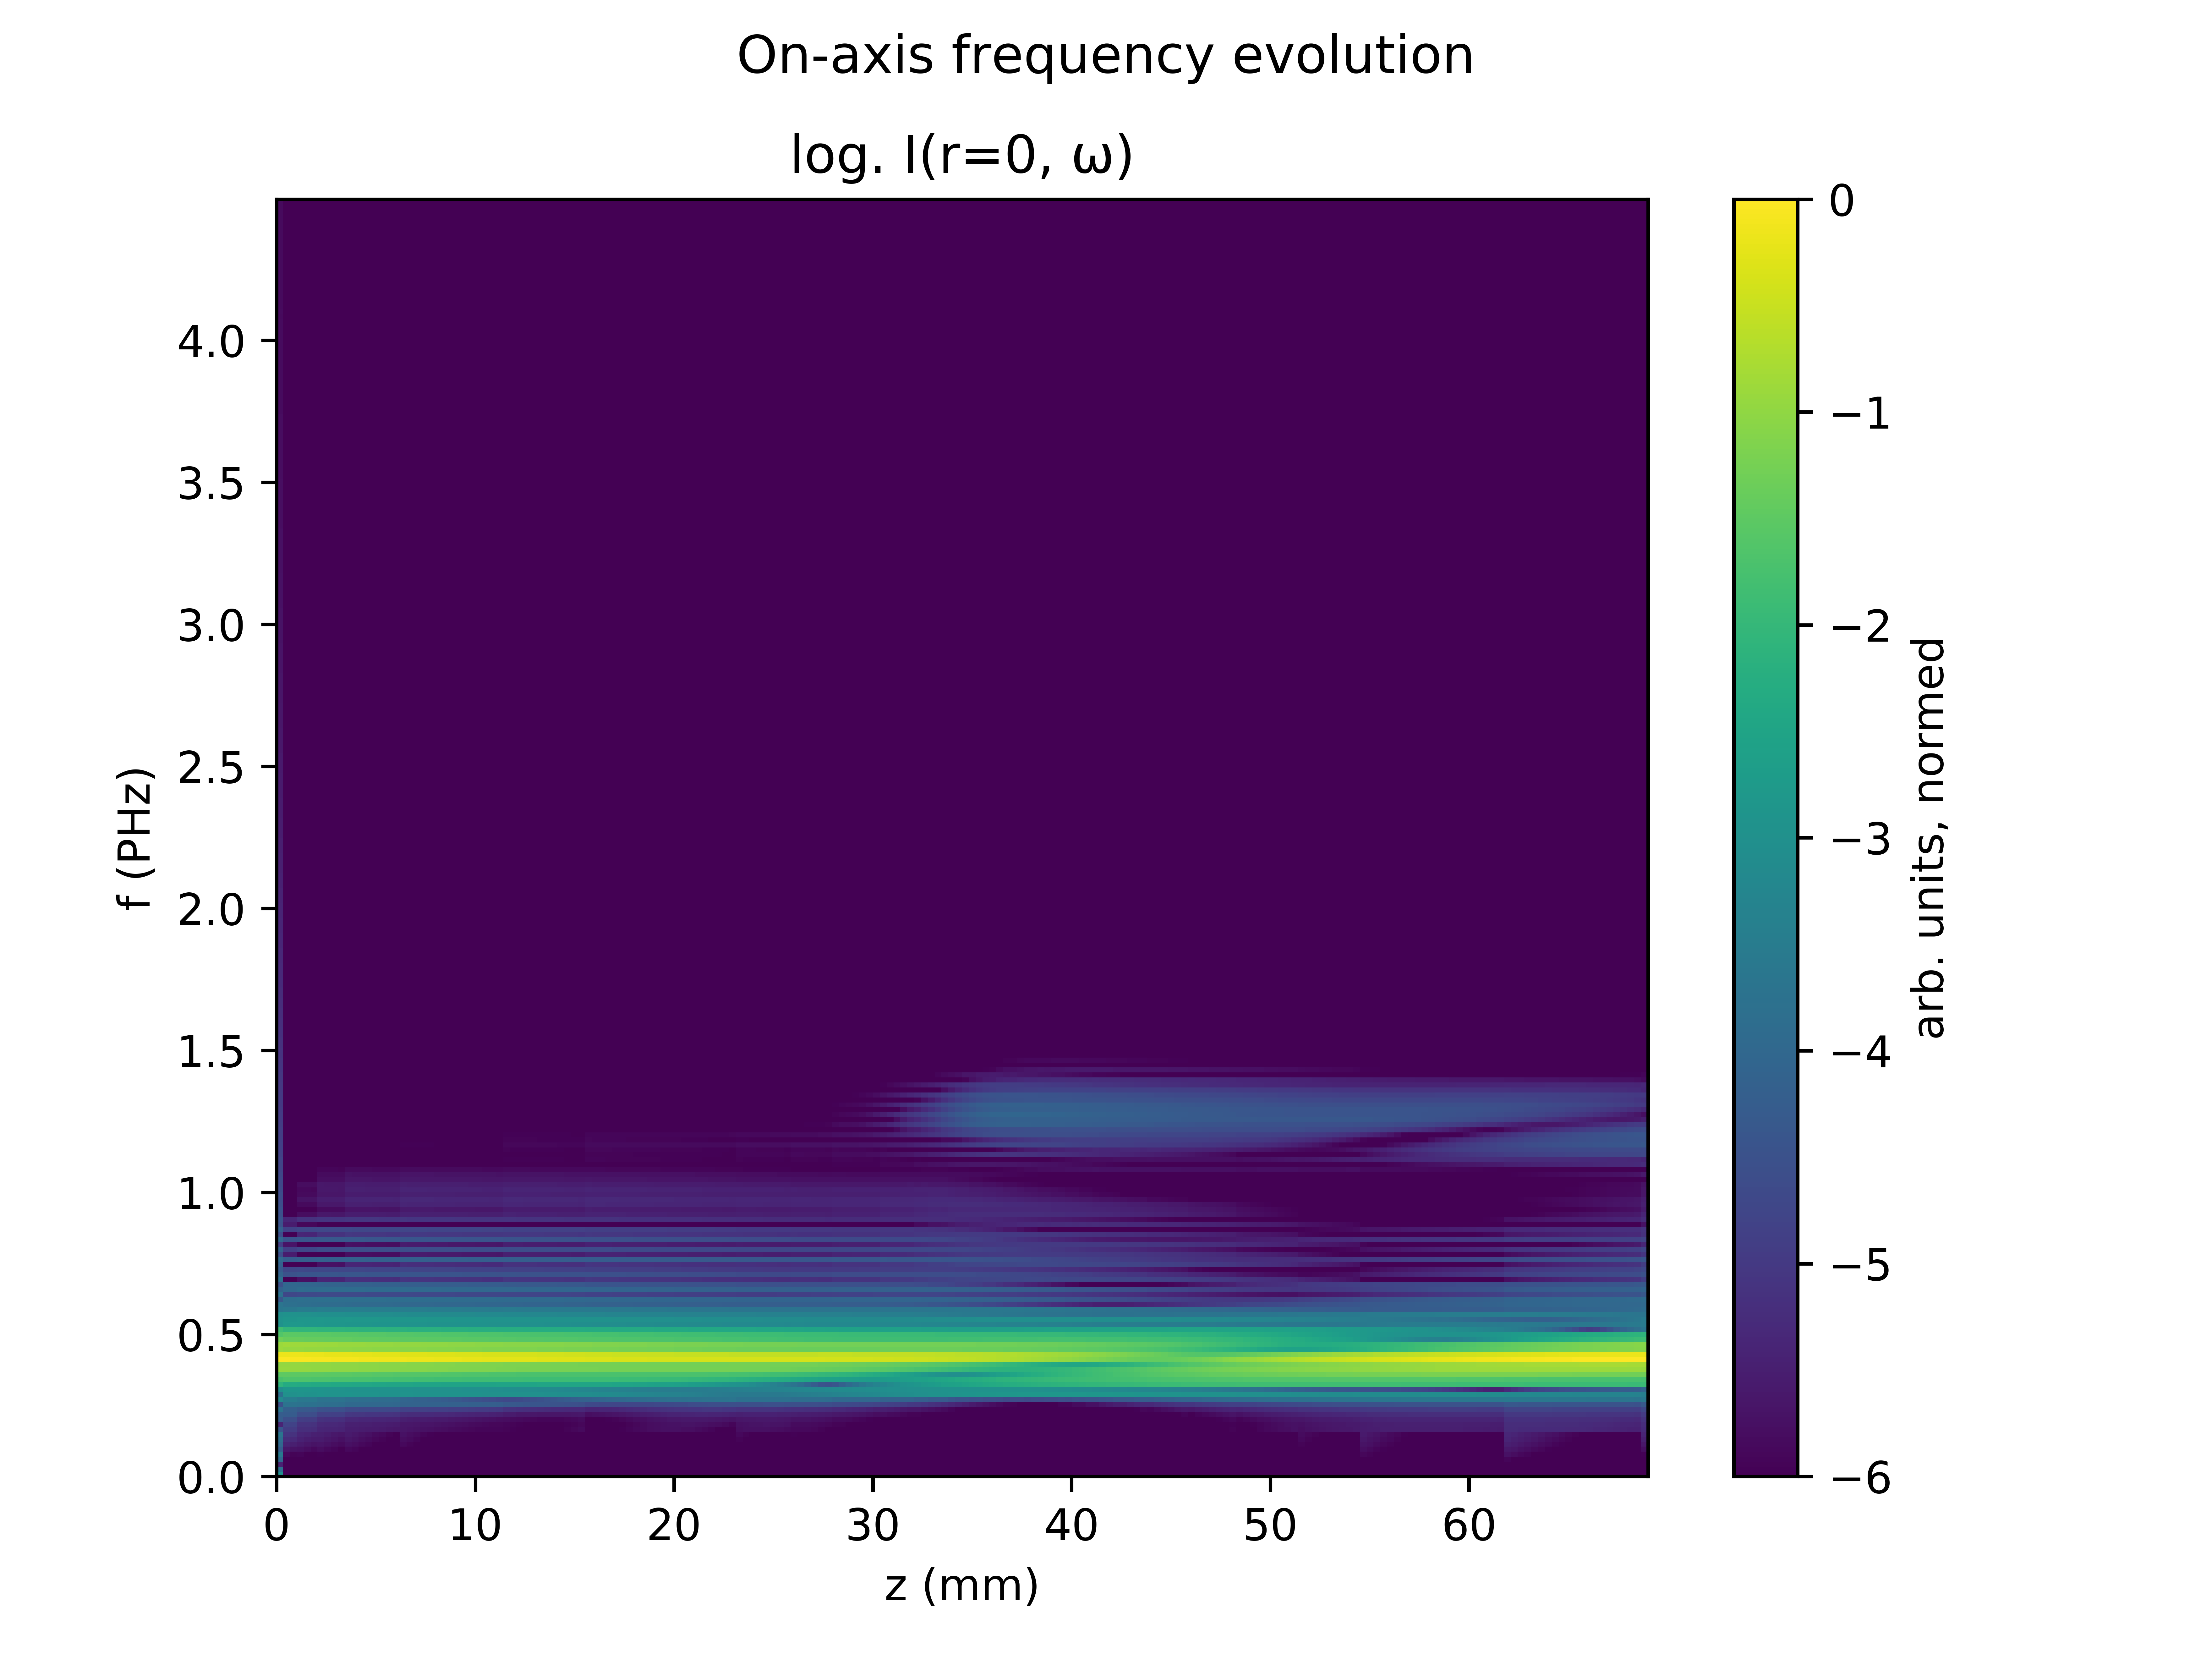 On-axis frequency evolution
log. I(r=0, ω)
f (PHz)
4.0
3.5
3.0
2.5
2.0
1.5
1.0
0.5
0.0
0 10 20 30 40 50 60
z (mm)
0
−1
−2
−3
−4
−5
−6
arb. units, normed